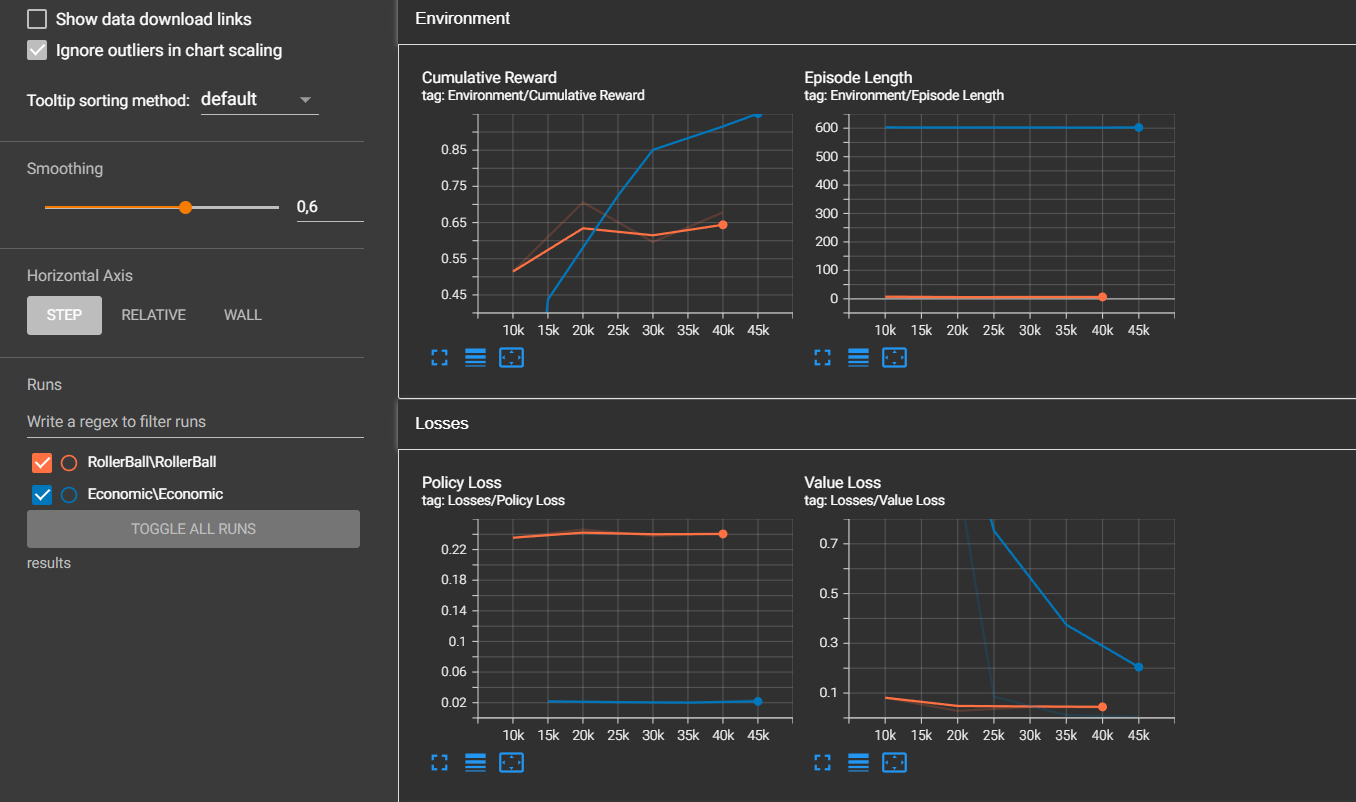 Show data download links
Ignore outliers in chart scaling
Tooltip sorting method: default
Smoothing
0,6
Horizontal Axis
STEP RELATIVE WALL
Runs
Write a regex to filter runs
RollerBall\RollerBall
Economic\Economic
TOGGLE ALL RUNS
results
Environment
Cumulative Reward
tag: Environment/Cumulative Reward
0.85
0.75
0.65
0.55
0.45
10k 15k 20k 25k 30k 35k 40k 45k
Episode Length
tag: Environment/Episode Length
600
500
400
300
200
100
0
10k 15k 20k 25k 30k 35k 40k 45k
Losses
Policy Loss
tag: Losses/Policy Loss
0.22
0.18
0.14
0.1
0.06
0.02
10k 15k 20k 25k 30k 35k 40k 45k
Value Loss
tag: Losses/Value Loss
0.7
0.5
0.3
0.1
10k 15k 20k 25k 30k 35k 40k 45k